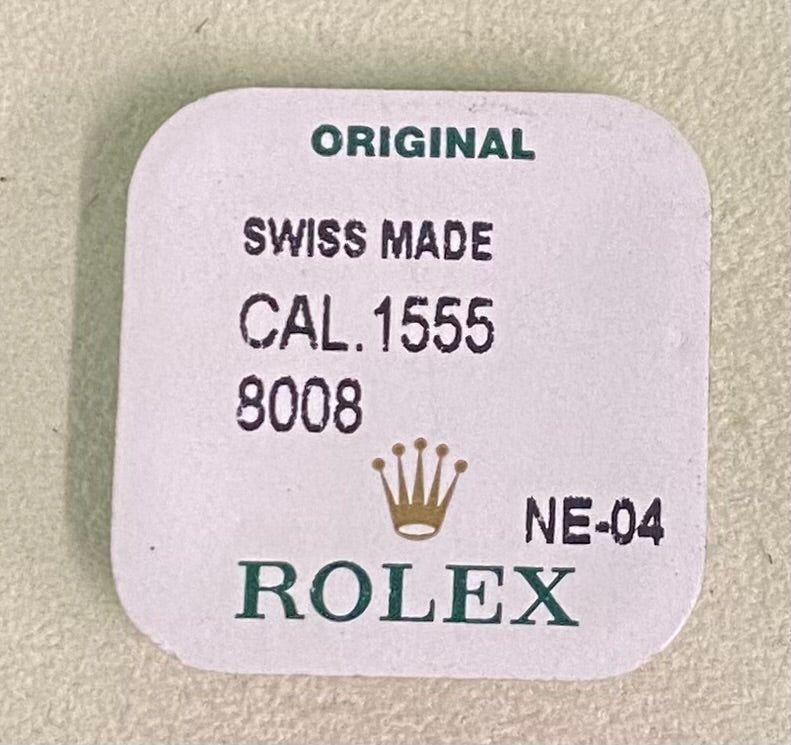 ORIGINAL
SWISS MADE
CAL.1555
8008
NE-04
ROLEX